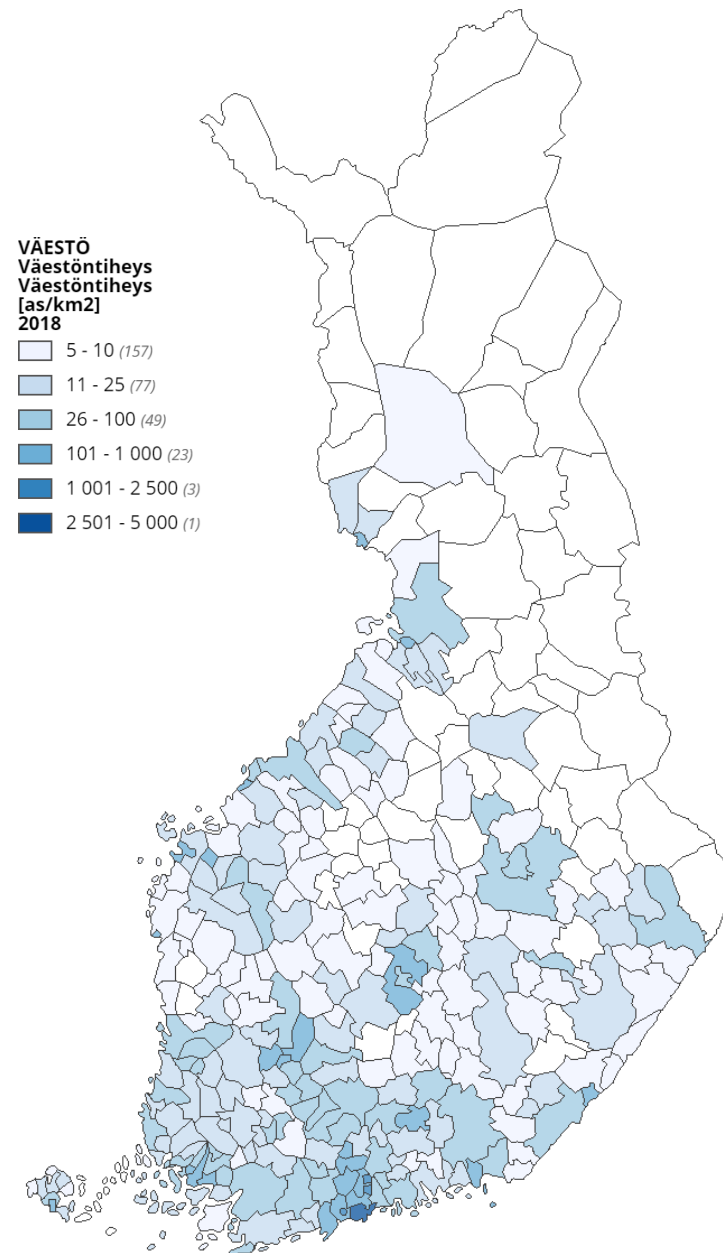 VÄESTÖ
Väestöntiheys
Väestöntiheys
[as/km2]
2018
5 - 10 (157)
11 - 25 (77)
26 - 100 (49)
101 - 1 000 (23)
1 001 - 2 500 (3)
2 501 - 5 000 (1)